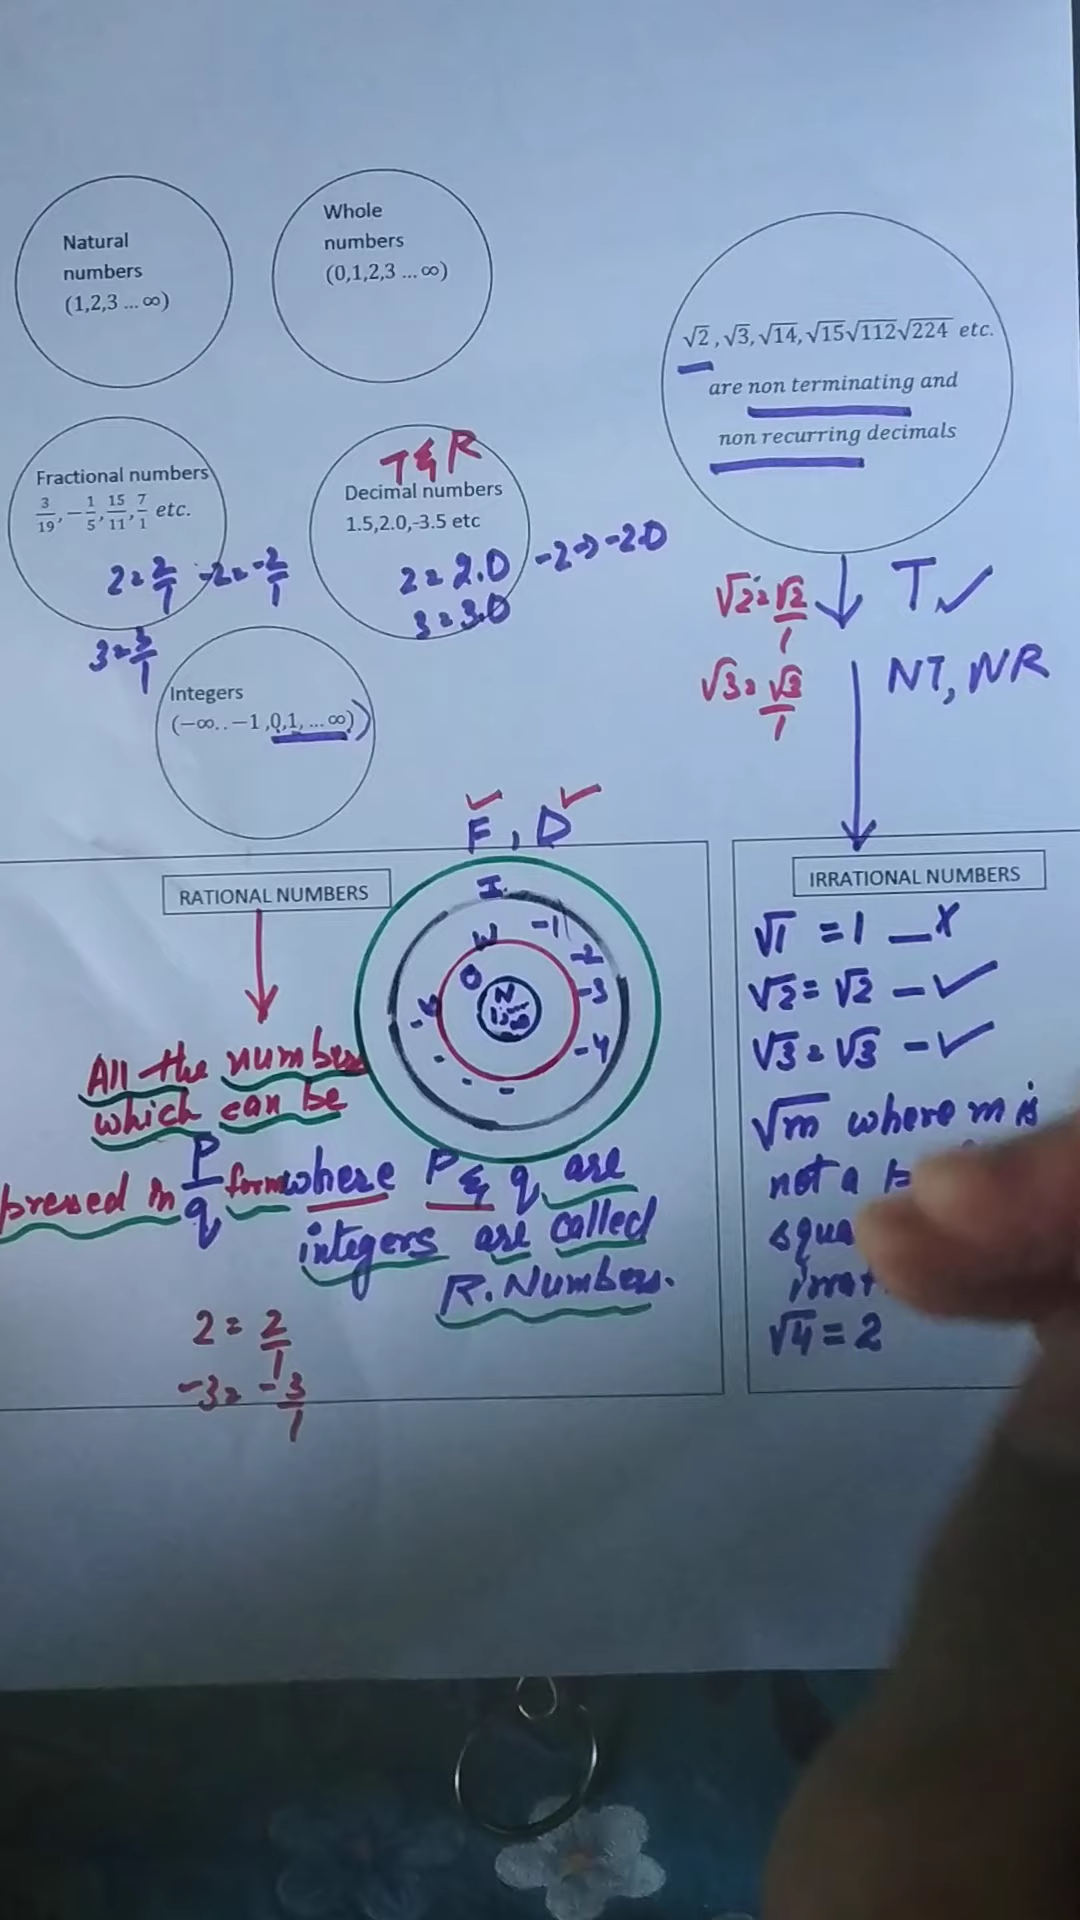 Natural
numbers
(1,2,3 … ∞)
Whole
numbers
(0,1,2,3 … ∞)
√2 , √3, √14, √15√112√224 etc.
are non terminating and
non recurring decimals
Fractional numbers
3/19, −1/5, 15/11, 7/1 etc.
2 = 2/1 -2 = -2/1
3 = 3/1
T & R
Decimal numbers
1.5,2.0,-3.5 etc
2 = 2.0 -2 → -2.0
3 = 3.0
Integers
(−∞.. −1 ,0,1, … ∞)
√2 = √2/1
√3 = √3/1
T ✓
NT, NR
F, D
RATIONAL NUMBERS
I
W -1
-2
0 -3
N
-4
All the numbers
which can be
pressed in P/q form where P & q are
integers are called
R. Numbers.
2 = 2/1
-3 = -3/1
IRRATIONAL NUMBERS
√1 = 1 — X
√2 = √2 — ✓
√3 = √3 — ✓
√m where m is
not a
√4 = 2